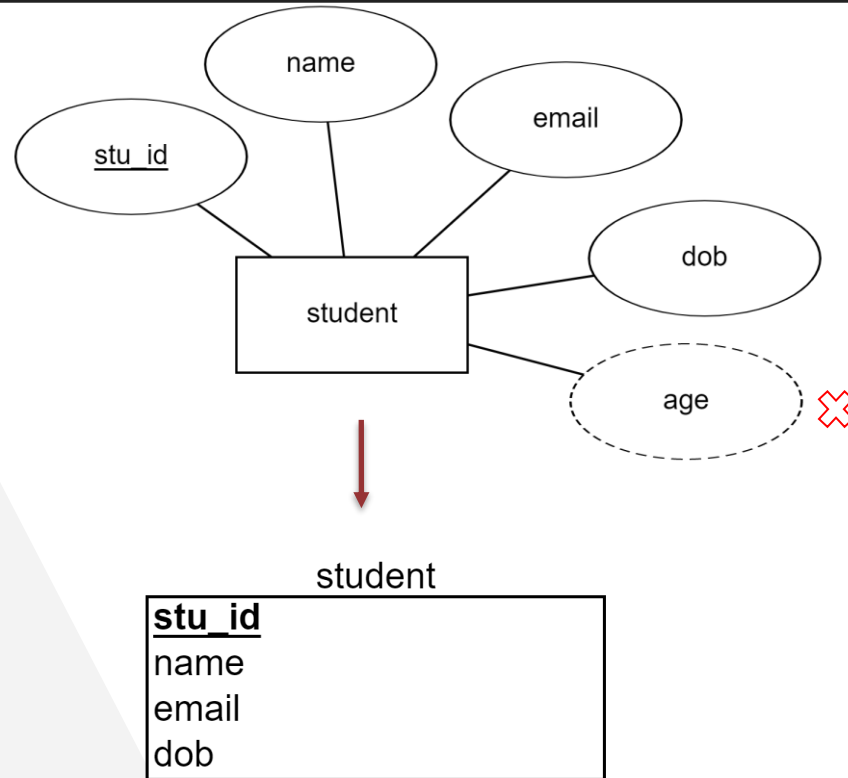 name
email
stu_id
dob
student
age
student
stu_id
name
email
dob